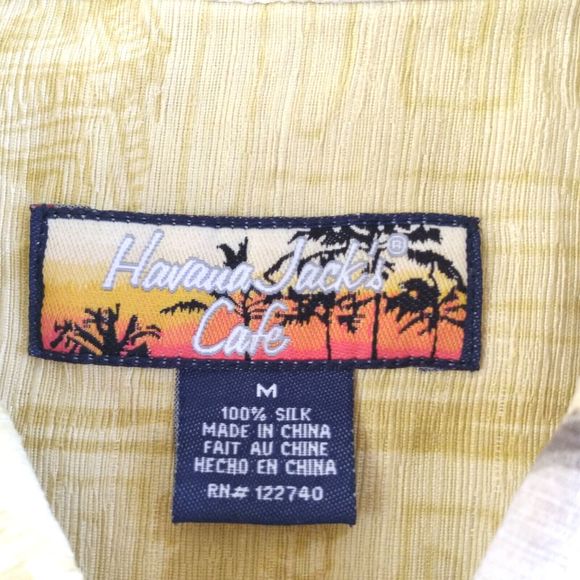 Havana Jack's®
Cafe
M
100% SILK
MADE IN CHINA
FAIT AU CHINE
HECHO EN CHINA
RN# 122740